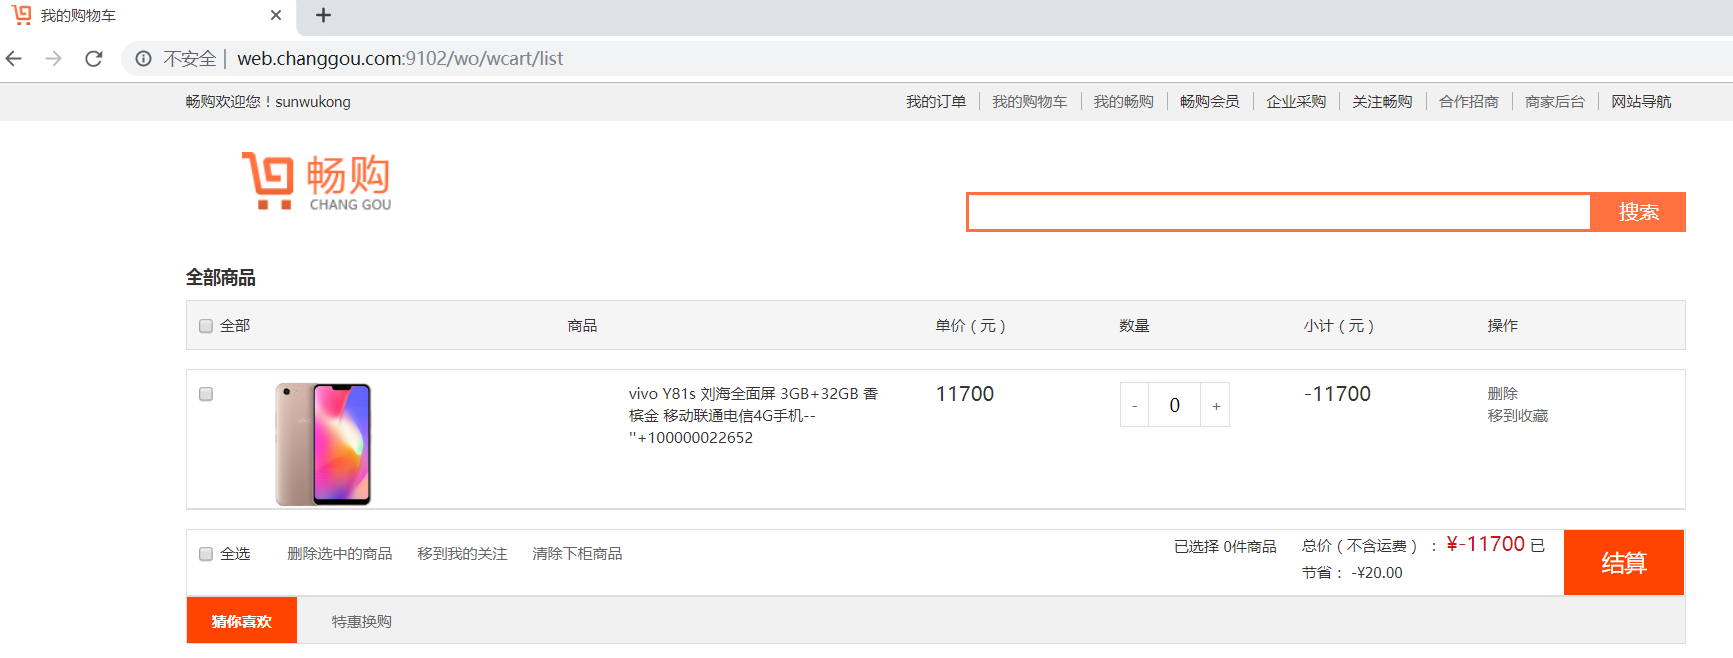 我的购物车
不安全 | web.changgou.com:9102/wo/wcart/list
畅购欢迎您！sunwukong
我的订单 我的购物车 我的畅购 畅购会员 企业采购 关注畅购 合作招商 商家后台 网站导航
畅购
CHANG GOU
搜索
全部商品
全部 商品 单价（元） 数量 小计（元） 操作
vivo Y81s 刘海全面屏 3GB+32GB 香
槟金 移动联通电信4G手机--
''+100000022652
11700
- 0 +
-11700
删除
移到收藏
全选 删除选中的商品 移到我的关注 清除下柜商品
已选择 0件商品 总价（不含运费）： ¥-11700 已
节省： -¥20.00
结算
猜你喜欢 特惠换购